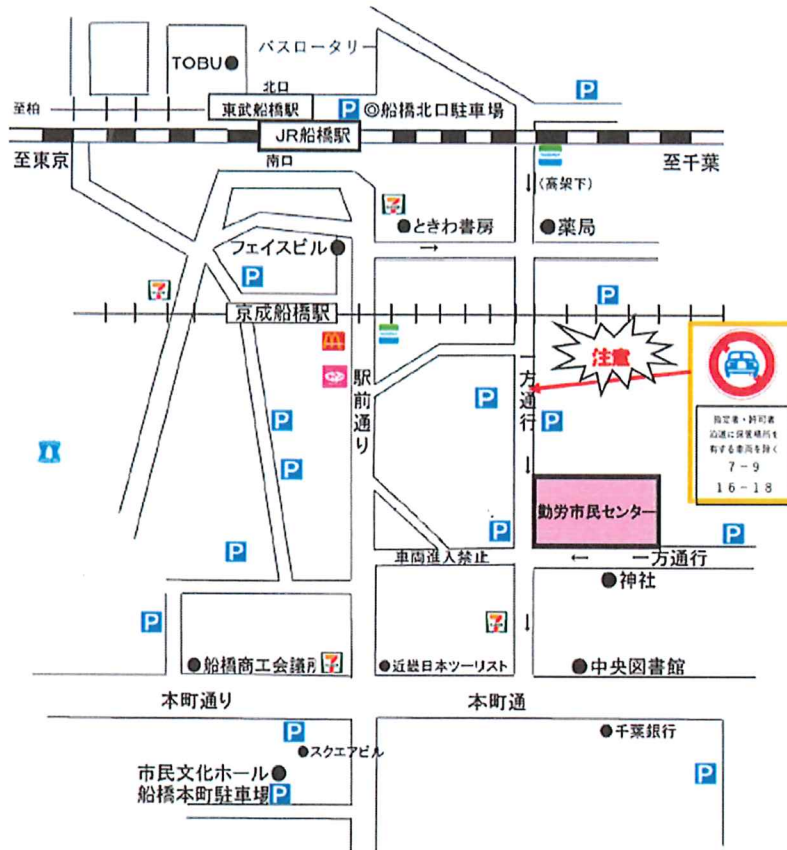 TOBU
バスロータリー
北口
至柏
東武船橋駅
P
◎船橋北口駐車場
P
JR船橋駅
至東京
南口
至千葉
(高架下)
7
ときわ書房
→
薬局
フェイスビル
P
7
京成船橋駅
P
注意
駅前通り
一方通行
P
P
P
P
指定者・許可者
沿道に保管場所を
有する車両を除く
7-9
16-18
勤労市民センター
P
P
P
車両進入禁止
←
一方通行
神社
P
7
船橋商工会議所
7
近畿日本ツーリスト
中央図書館
本町通り
本町通
P
スクエアビル
千葉銀行
市民文化ホール
P
船橋本町駐車場
P